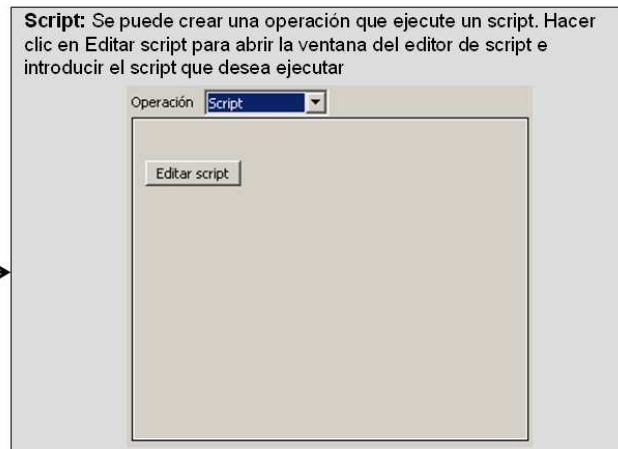 Script: Se puede crear una operación que ejecute un script. Hacer
clic en Editar script para abrir la ventana del editor de script e
introducir el script que desea ejecutar
Operación Script
Editar script